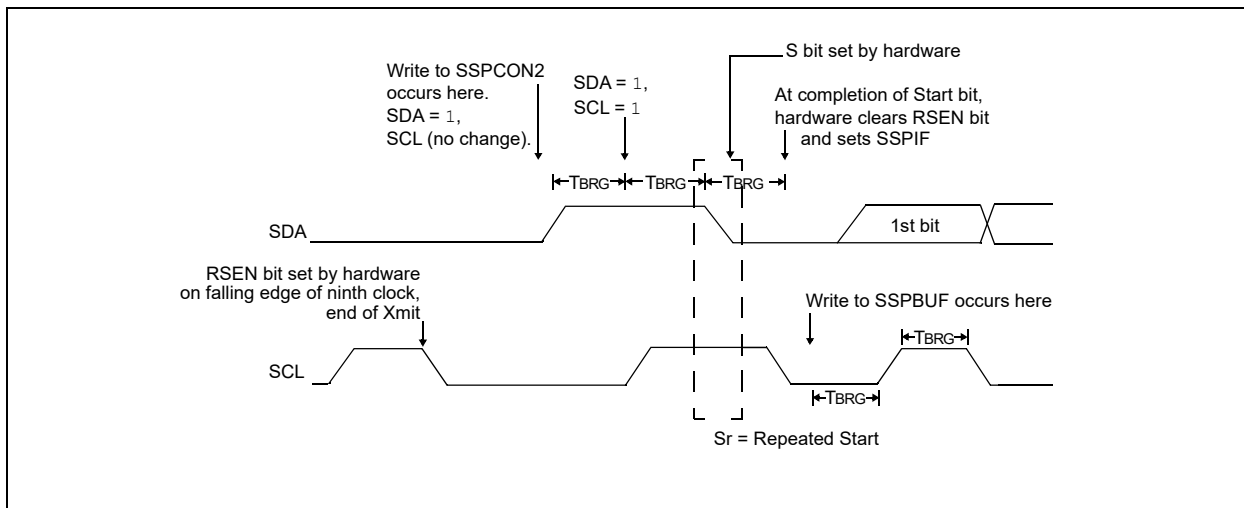 S bit set by hardware
Write to SSPCON2
occurs here.
SDA = 1,
SCL (no change).
SDA = 1,
SCL = 1
At completion of Start bit,
hardware clears RSEN bit
and sets SSPIF
TBRG
TBRG
TBRG
SDA
1st bit
RSEN bit set by hardware
on falling edge of ninth clock,
end of Xmit
Write to SSPBUF occurs here
TBRG
SCL
TBRG
Sr = Repeated Start